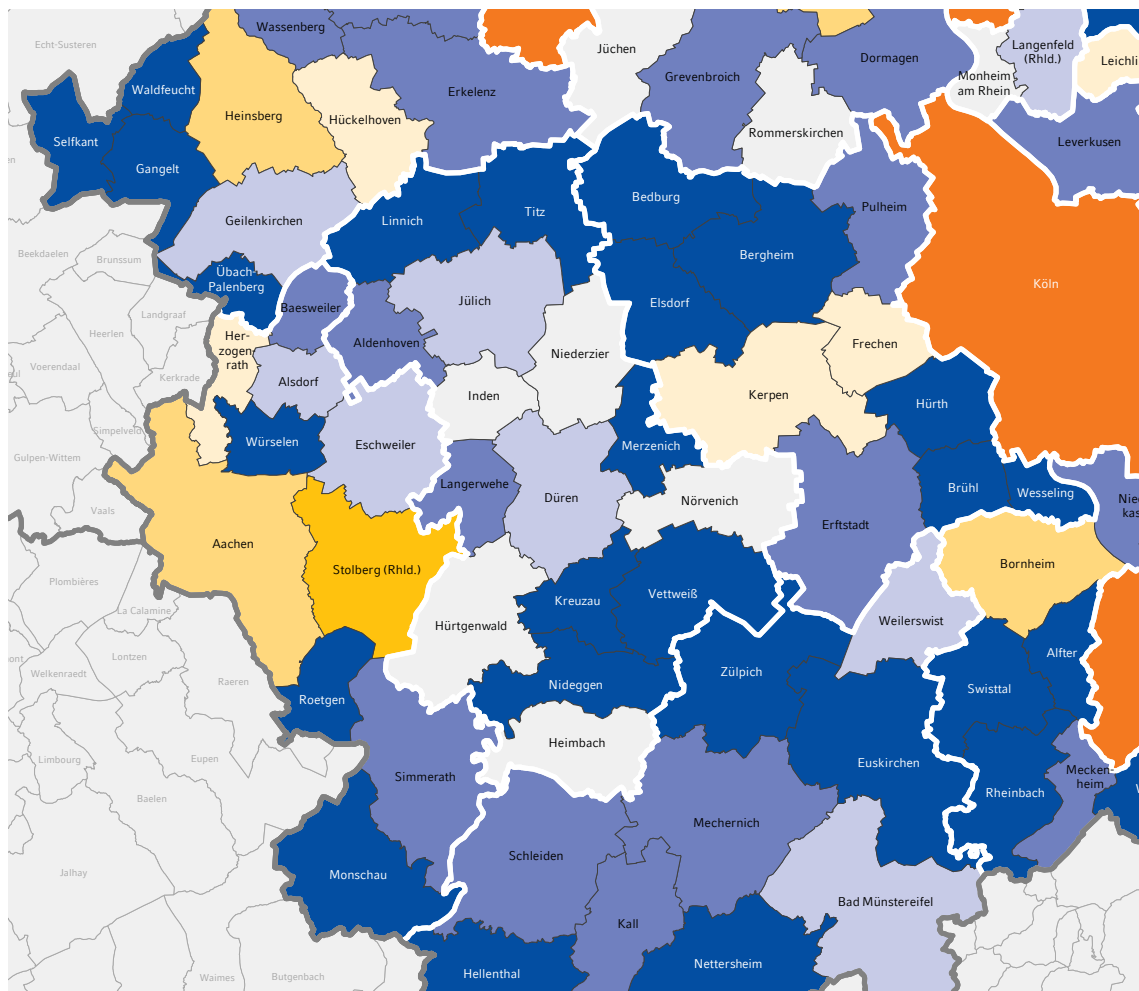 Echt-Susteren
Wassenberg
Jüchen
Langenfeld
(Rhld.)
Leichli
Grevenbroich
Dormagen
Monheim
am Rhein
Waldfeucht
Erkelenz
Heinsberg
Hückelhoven
Rommerskirchen
Selfkant
Leverkusen
Gangelt
Bedburg
Titz
Pulheim
Geilenkirchen
Linnich
Beekdaelen
Brunssum
Bergheim
Übach-
Palenberg
Köln
Baesweiler
Jülich
Elsdorf
Landgraaf
Heerlen
Her-
zogen-
rath
Aldenhoven
Niederzier
Frechen
Voerendaal
Kerkrade
Alsdorf
Inden
Kerpen
Hürth
Simpelveld
Würselen
Eschweiler
Merzenich
Gulpen-Wittem
Langerwehe
Düren
Nörvenich
Brühl
Wesseling
Nied
kas
Vaals
Erftstadt
Aachen
Stolberg (Rhld.)
Bornheim
Plombières
Kreuzau
Vettweiß
La Calamine
Hürtgenwald
Weilerswist
Lontzen
Alfter
mont
Welkenraedt
Raeren
Zülpich
Nideggen
Swisttal
Roetgen
Heimbach
Limbourg
Eupen
Euskirchen
Simmerath
Mecken-
heim
Rheinbach
Baelen
Mechernich
Schleiden
Jalhay
Monschau
Bad Münstereifel
Kall
Nettersheim
Hellenthal
Waimes
Butgenbach